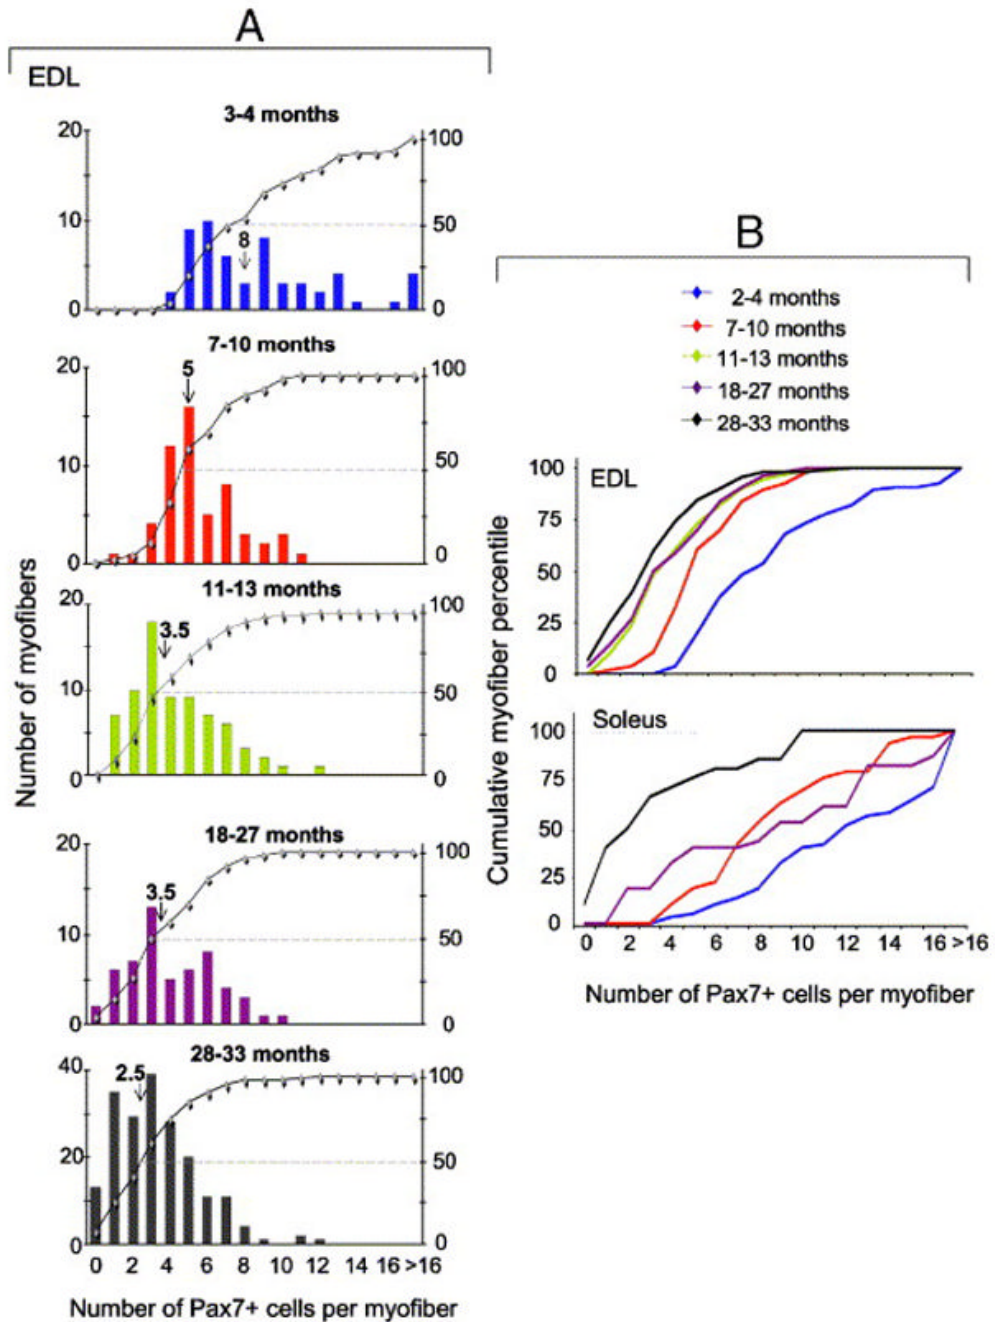 A
EDL
3-4 months
20
10
0
100
50
0
8
7-10 months
20
10
0
100
50
0
5
11-13 months
20
10
0
100
50
0
3.5
18-27 months
20
10
0
100
50
0
3.5
28-33 months
40
20
0
100
50
0
2.5
0 2 4 6 8 10 12 14 16 >16
Number of Pax7+ cells per myofiber
Number of myofibers
B
2-4 months
7-10 months
11-13 months
18-27 months
28-33 months
EDL
100
75
50
25
0
Soleus
100
75
50
25
0
0 2 4 6 8 10 12 14 16 >16
Number of Pax7+ cells per myofiber
Cumulative myofiber percentile